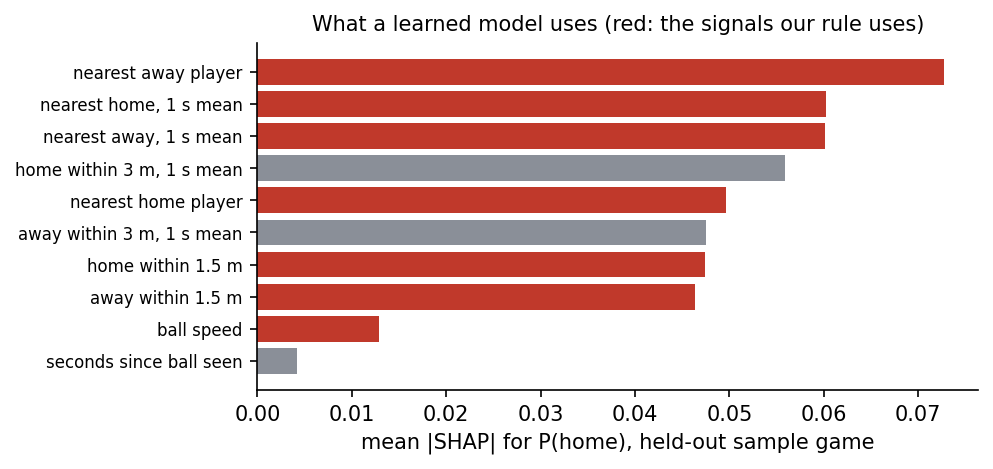 What a learned model uses (red: the signals our rule uses)
nearest away player
nearest home, 1 s mean
nearest away, 1 s mean
home within 3 m, 1 s mean
nearest home player
away within 3 m, 1 s mean
home within 1.5 m
away within 1.5 m
ball speed
seconds since ball seen
0.00 0.01 0.02 0.03 0.04 0.05 0.06 0.07
mean |SHAP| for P(home), held-out sample game